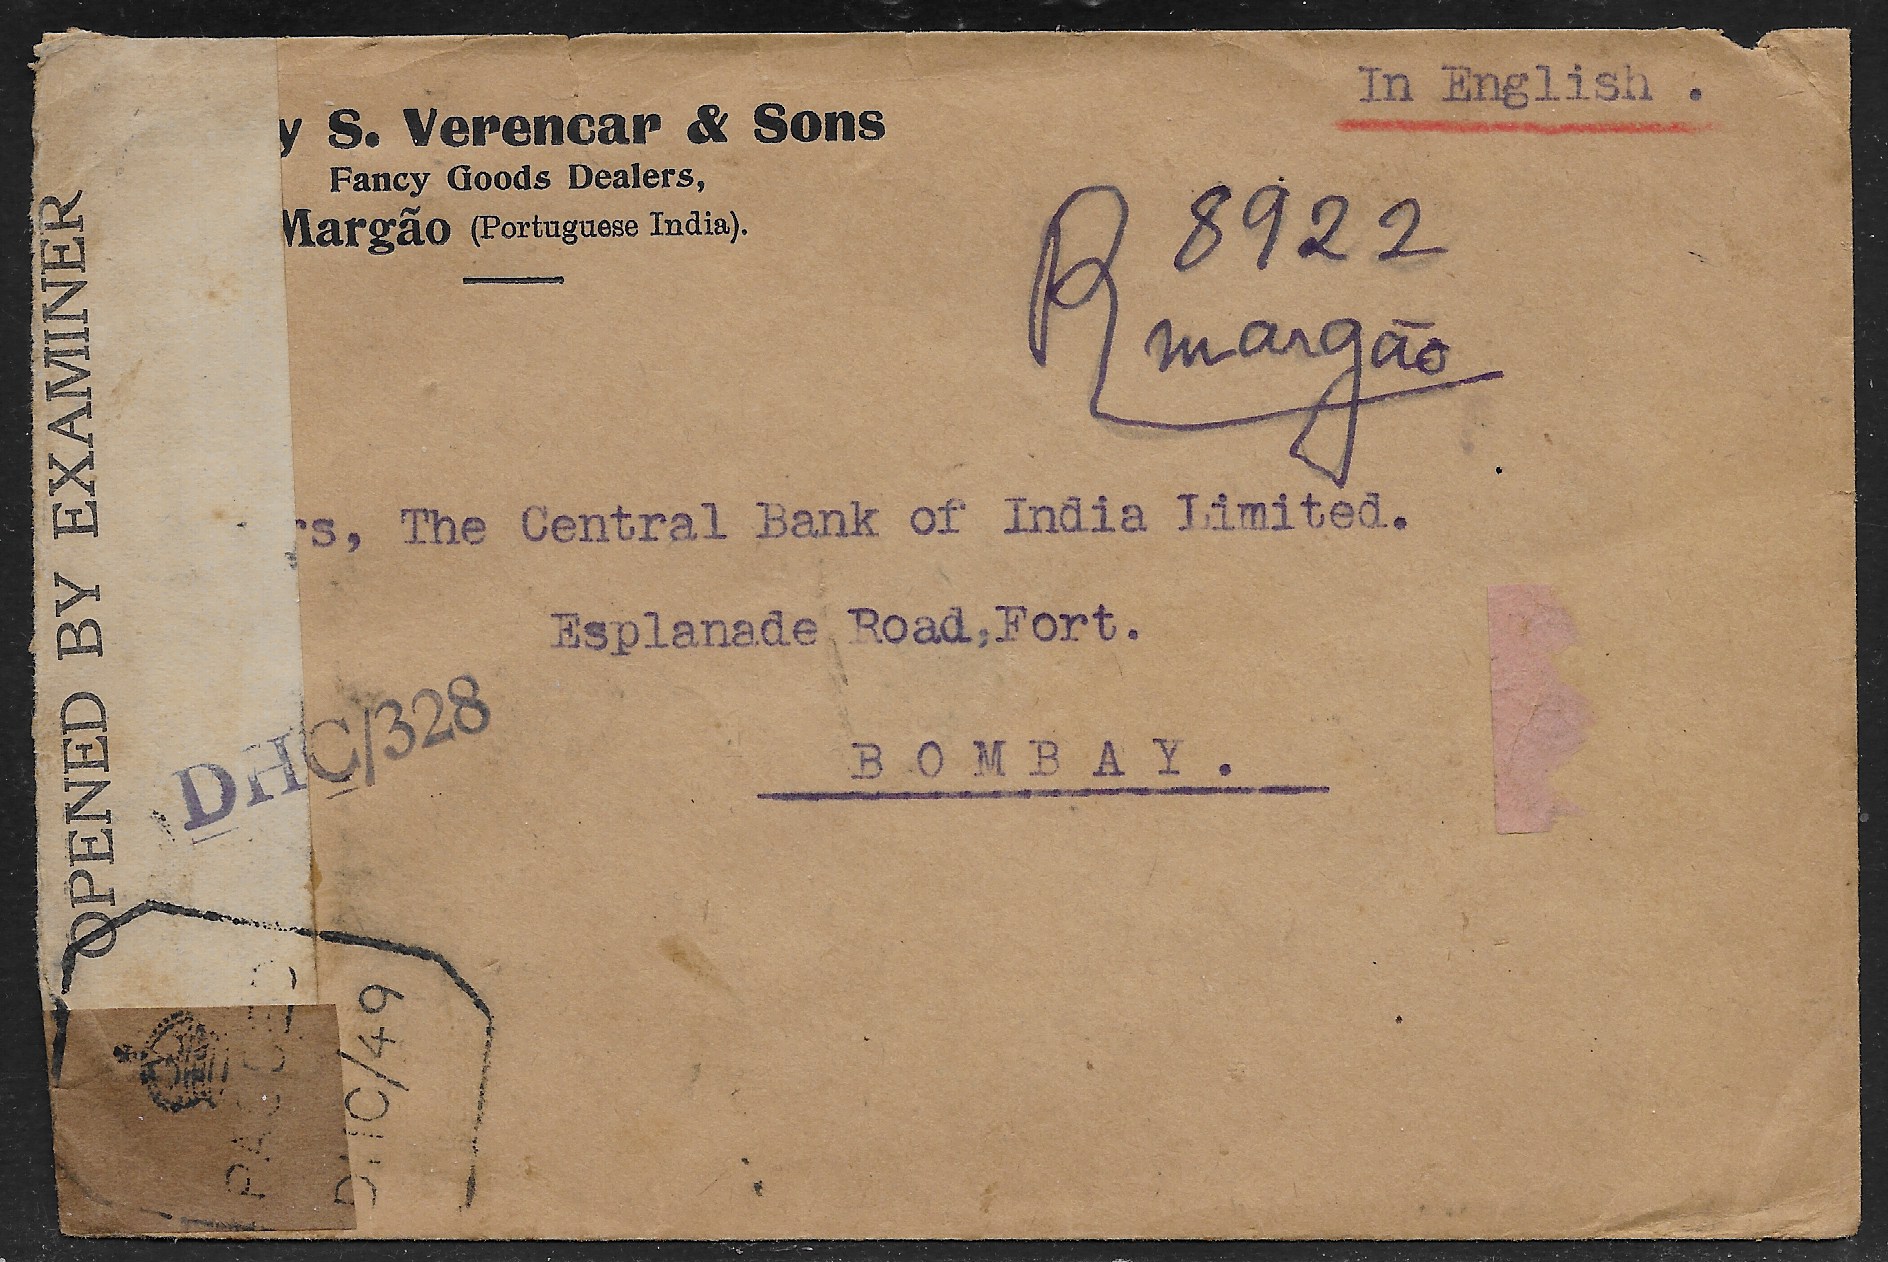 In English .
y S. Verencar & Sons
Fancy Goods Dealers,
Margão (Portuguese India).
R 8922
margão
rs, The Central Bank of India Limited.
Esplanade Road,Fort.
BOMBAY.
OPENED BY EXAMINER
DHC/328
DHC/49